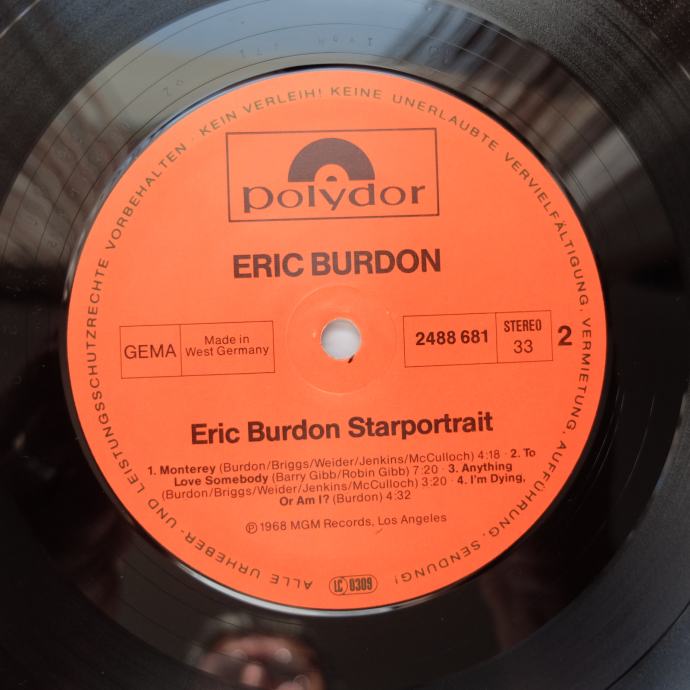 ALLE URHEBER- UND LEISTUNGSSCHUTZRECHTE VORBEHALTEN · KEIN VERLEIH! KEINE UNERLAUBTE VERVIELFÄLTIGUNG, VERMIETUNG, AUFFÜHRUNG, SENDUNG!
polydor
ERIC BURDON
GEMA
Made in
West Germany
2488 681
STEREO
33
2
Eric Burdon Starportrait
1. Monterey (Burdon/Briggs/Weider/Jenkins/McCulloch) 4:18 · 2. To
Love Somebody (Barry Gibb/Robin Gibb) 7:20 · 3. Anything
(Burdon/Briggs/Weider/Jenkins/McCulloch) 3:20 · 4. I'm Dying,
Or Am I? (Burdon) 4:32
℗ 1968 MGM Records, Los Angeles
LC 0309